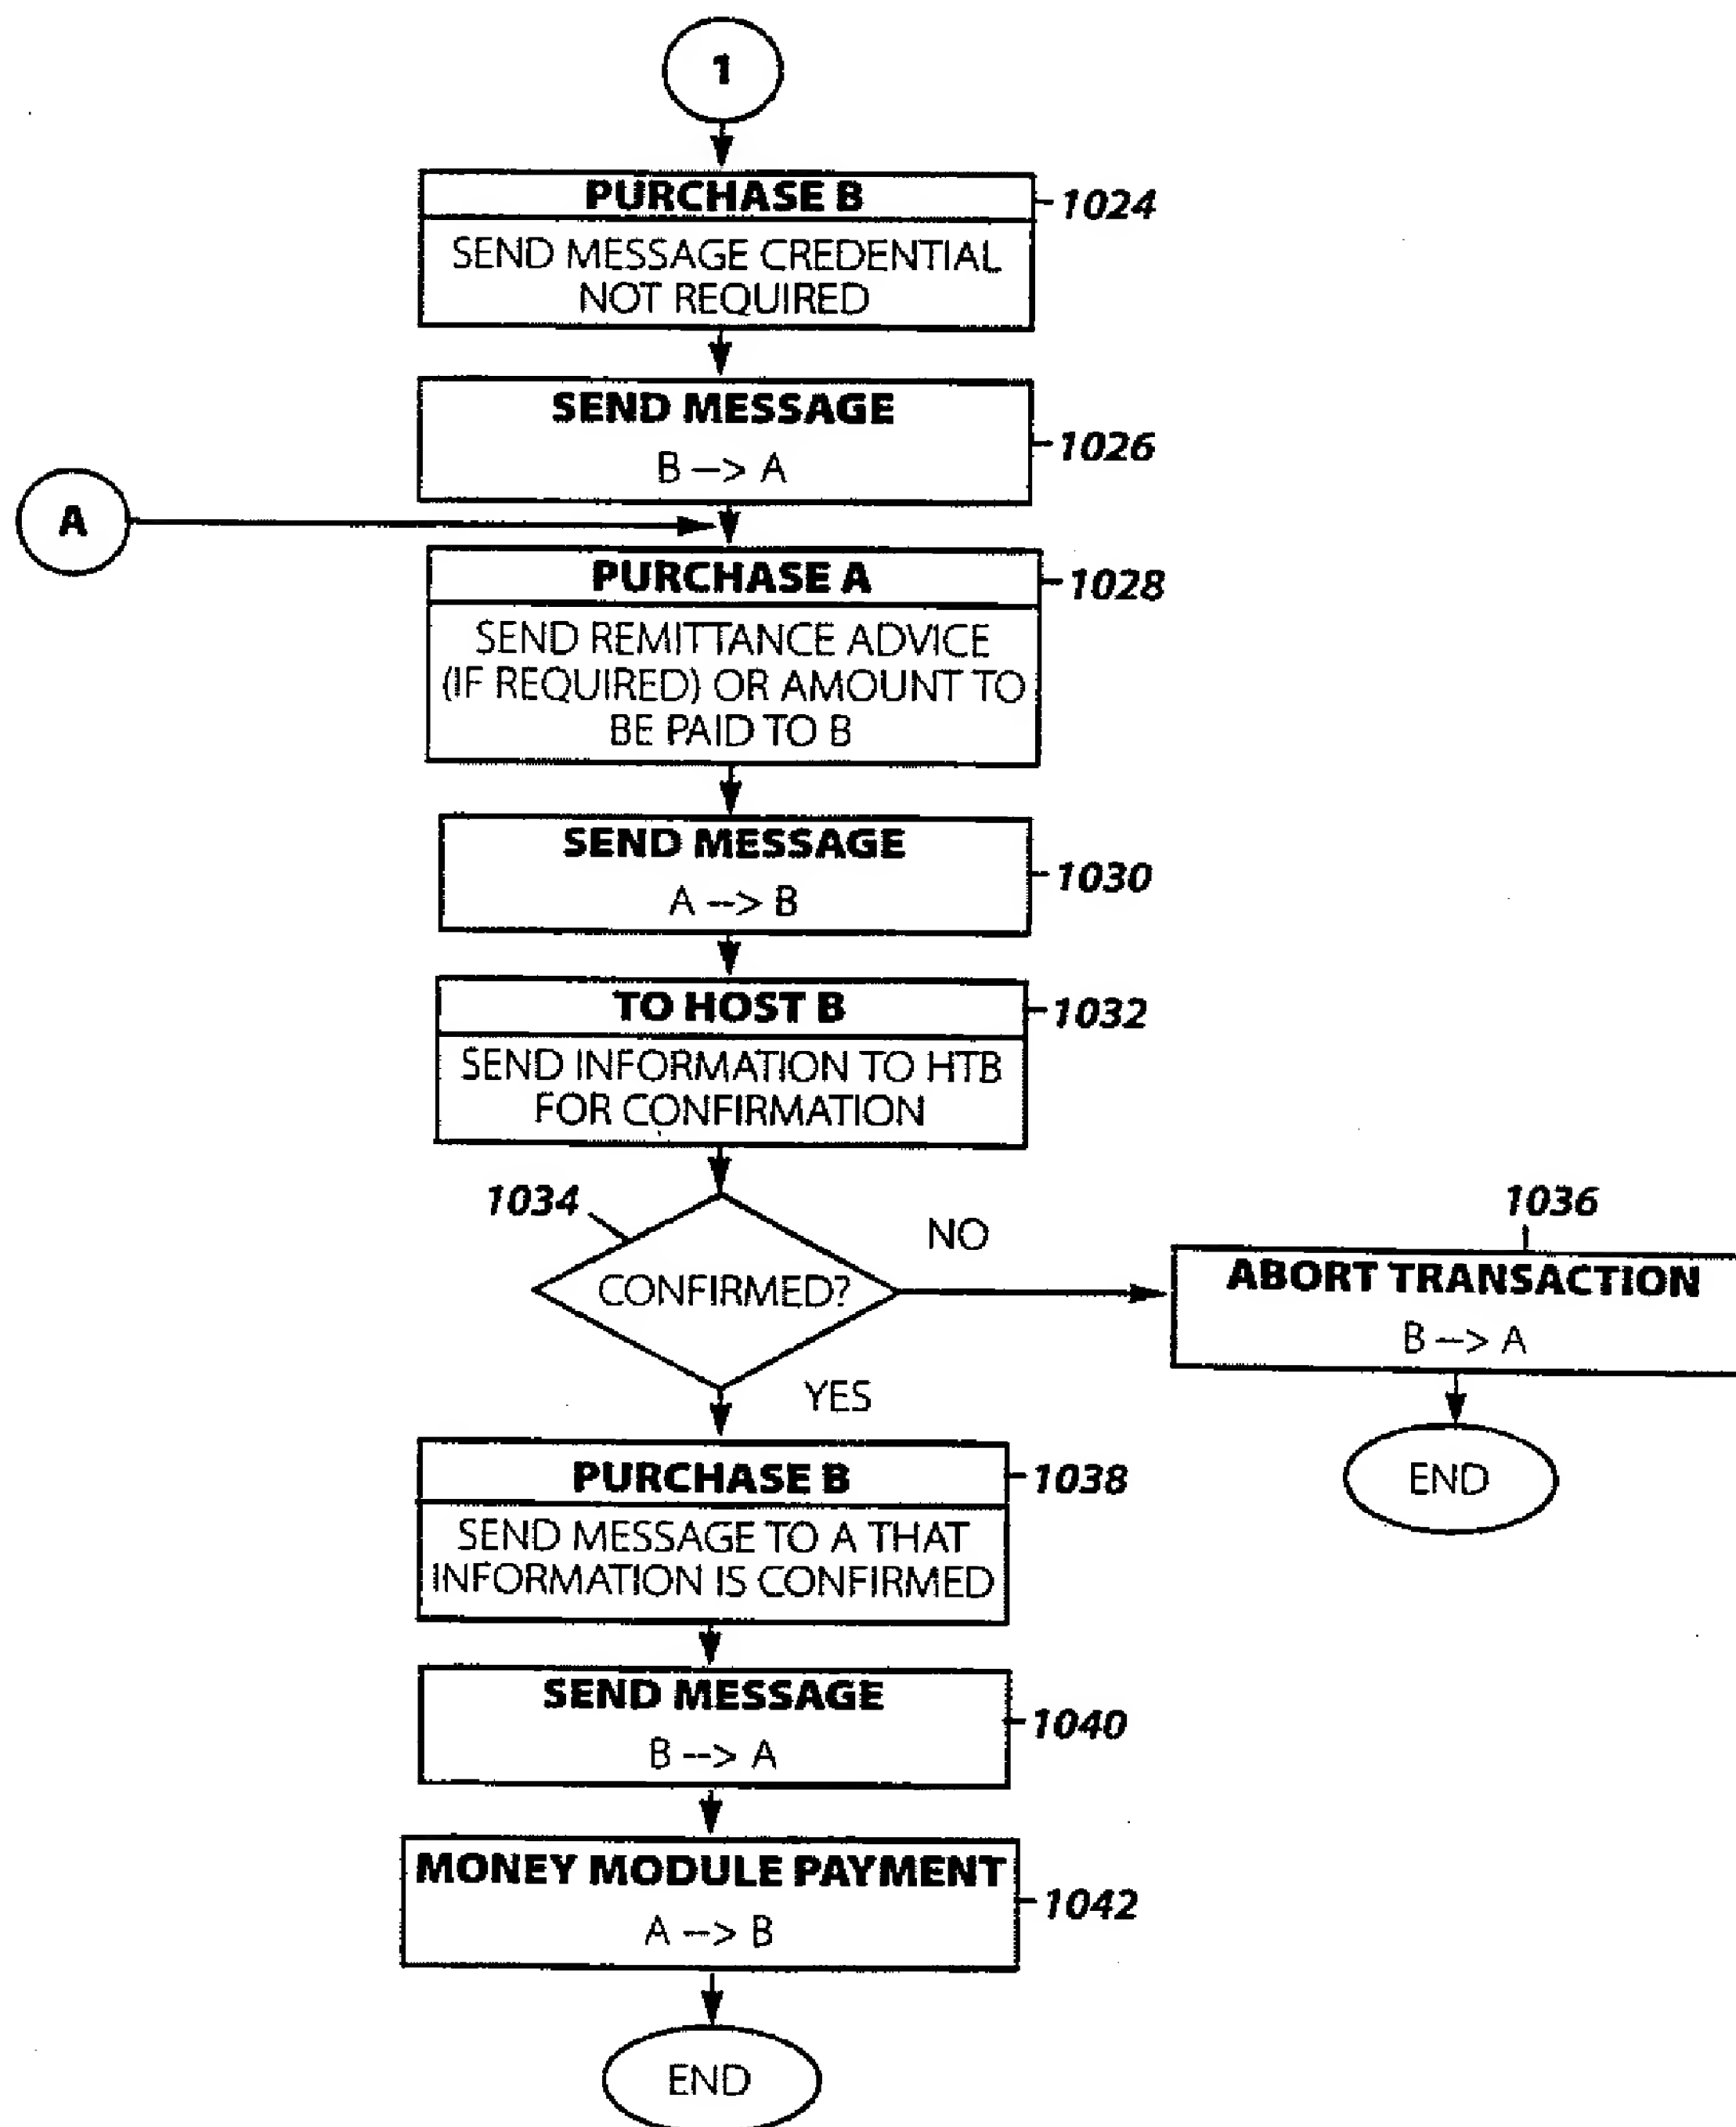 1
PURCHASE B
1024
SEND MESSAGE CREDENTIAL
NOT REQUIRED
SEND MESSAGE
1026
B --> A
A
PURCHASE A
1028
SEND REMITTANCE ADVICE
(IF REQUIRED) OR AMOUNT TO
BE PAID TO B
SEND MESSAGE
1030
A --> B
TO HOST B
1032
SEND INFORMATION TO HTB
FOR CONFIRMATION
1034
CONFIRMED?
NO
1036
ABORT TRANSACTION
B --> A
END
YES
PURCHASE B
1038
SEND MESSAGE TO A THAT
INFORMATION IS CONFIRMED
SEND MESSAGE
1040
B --> A
MONEY MODULE PAYMENT
1042
A --> B
END